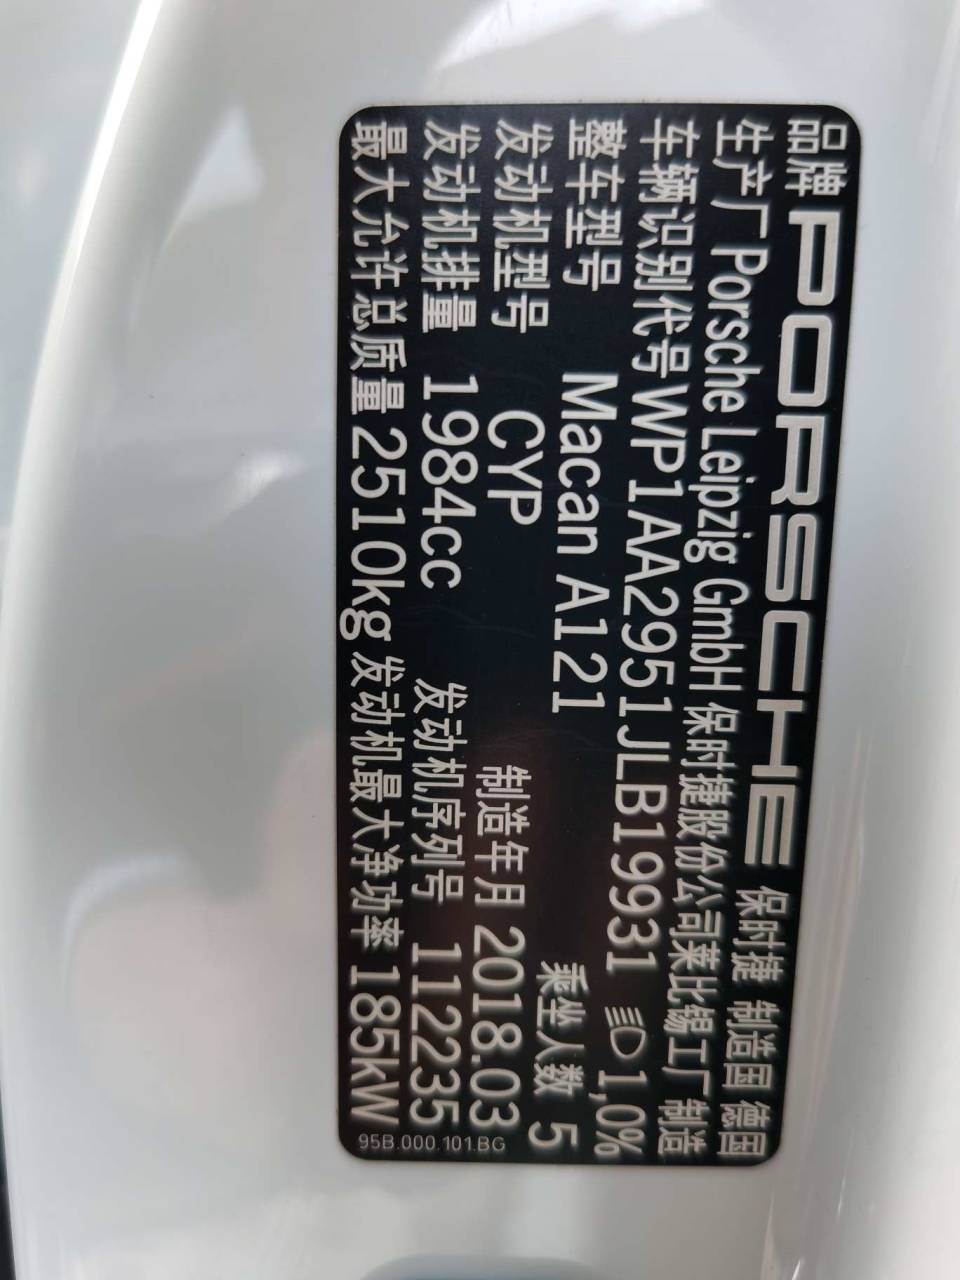 品牌 PORSCHE 保时捷 制造国 德国
生产厂 Porsche Leipzig GmbH 保时捷股份公司莱比锡工厂 制造
车辆识别代号 WP1AA2951JLB19931 1,0%
整车型号 Macan A121 乘坐人数 5
发动机型号 CYP 制造年月 2018.03
发动机排量 1984cc 发动机序列号 112235
最大允许总质量 2510kg 发动机最大净功率 185kW
95B.000.101.BG